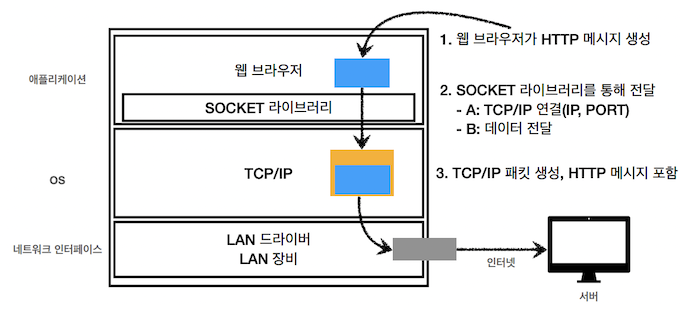 1. 웹 브라우저가 HTTP 메시지 생성
애플리케이션
웹 브라우저
SOCKET 라이브러리
2. SOCKET 라이브러리를 통해 전달
- A: TCP/IP 연결(IP, PORT)
- B: 데이터 전달
OS
TCP/IP
3. TCP/IP 패킷 생성, HTTP 메시지 포함
네트워크 인터페이스
LAN 드라이버
LAN 장비
인터넷
서버